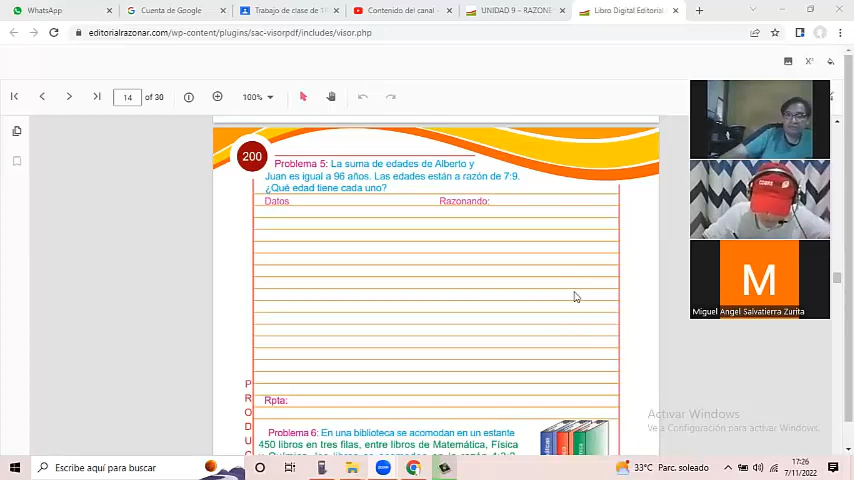 WhatsApp
Cuenta de Google
Trabajo de clase de 1
Contenido del canal
UNIDAD 9 – RAZONE
Libro Digital Editorial
editorialrazonar.com/wp-content/plugins/sac-visorpdf/includes/visor.php
14 of 30
100%
200
Problema 5: La suma de edades de Alberto y
Juan es igual a 96 años. Las edades están a razón de 7:9.
¿Qué edad tiene cada uno?
Datos
Razonando:
COBRA
M
Miguel Angel Salvatierra Zurita
P
R
O
D
U
C
Rpta:
Problema 6: En una biblioteca se acomodan en un estante
450 libros en tres filas, entre libros de Matemática, Física
Activar Windows
Ve a Configuración para activar Windows.
Escribe aquí para buscar
33°C Parc. soleado
17:26
7/11/2022